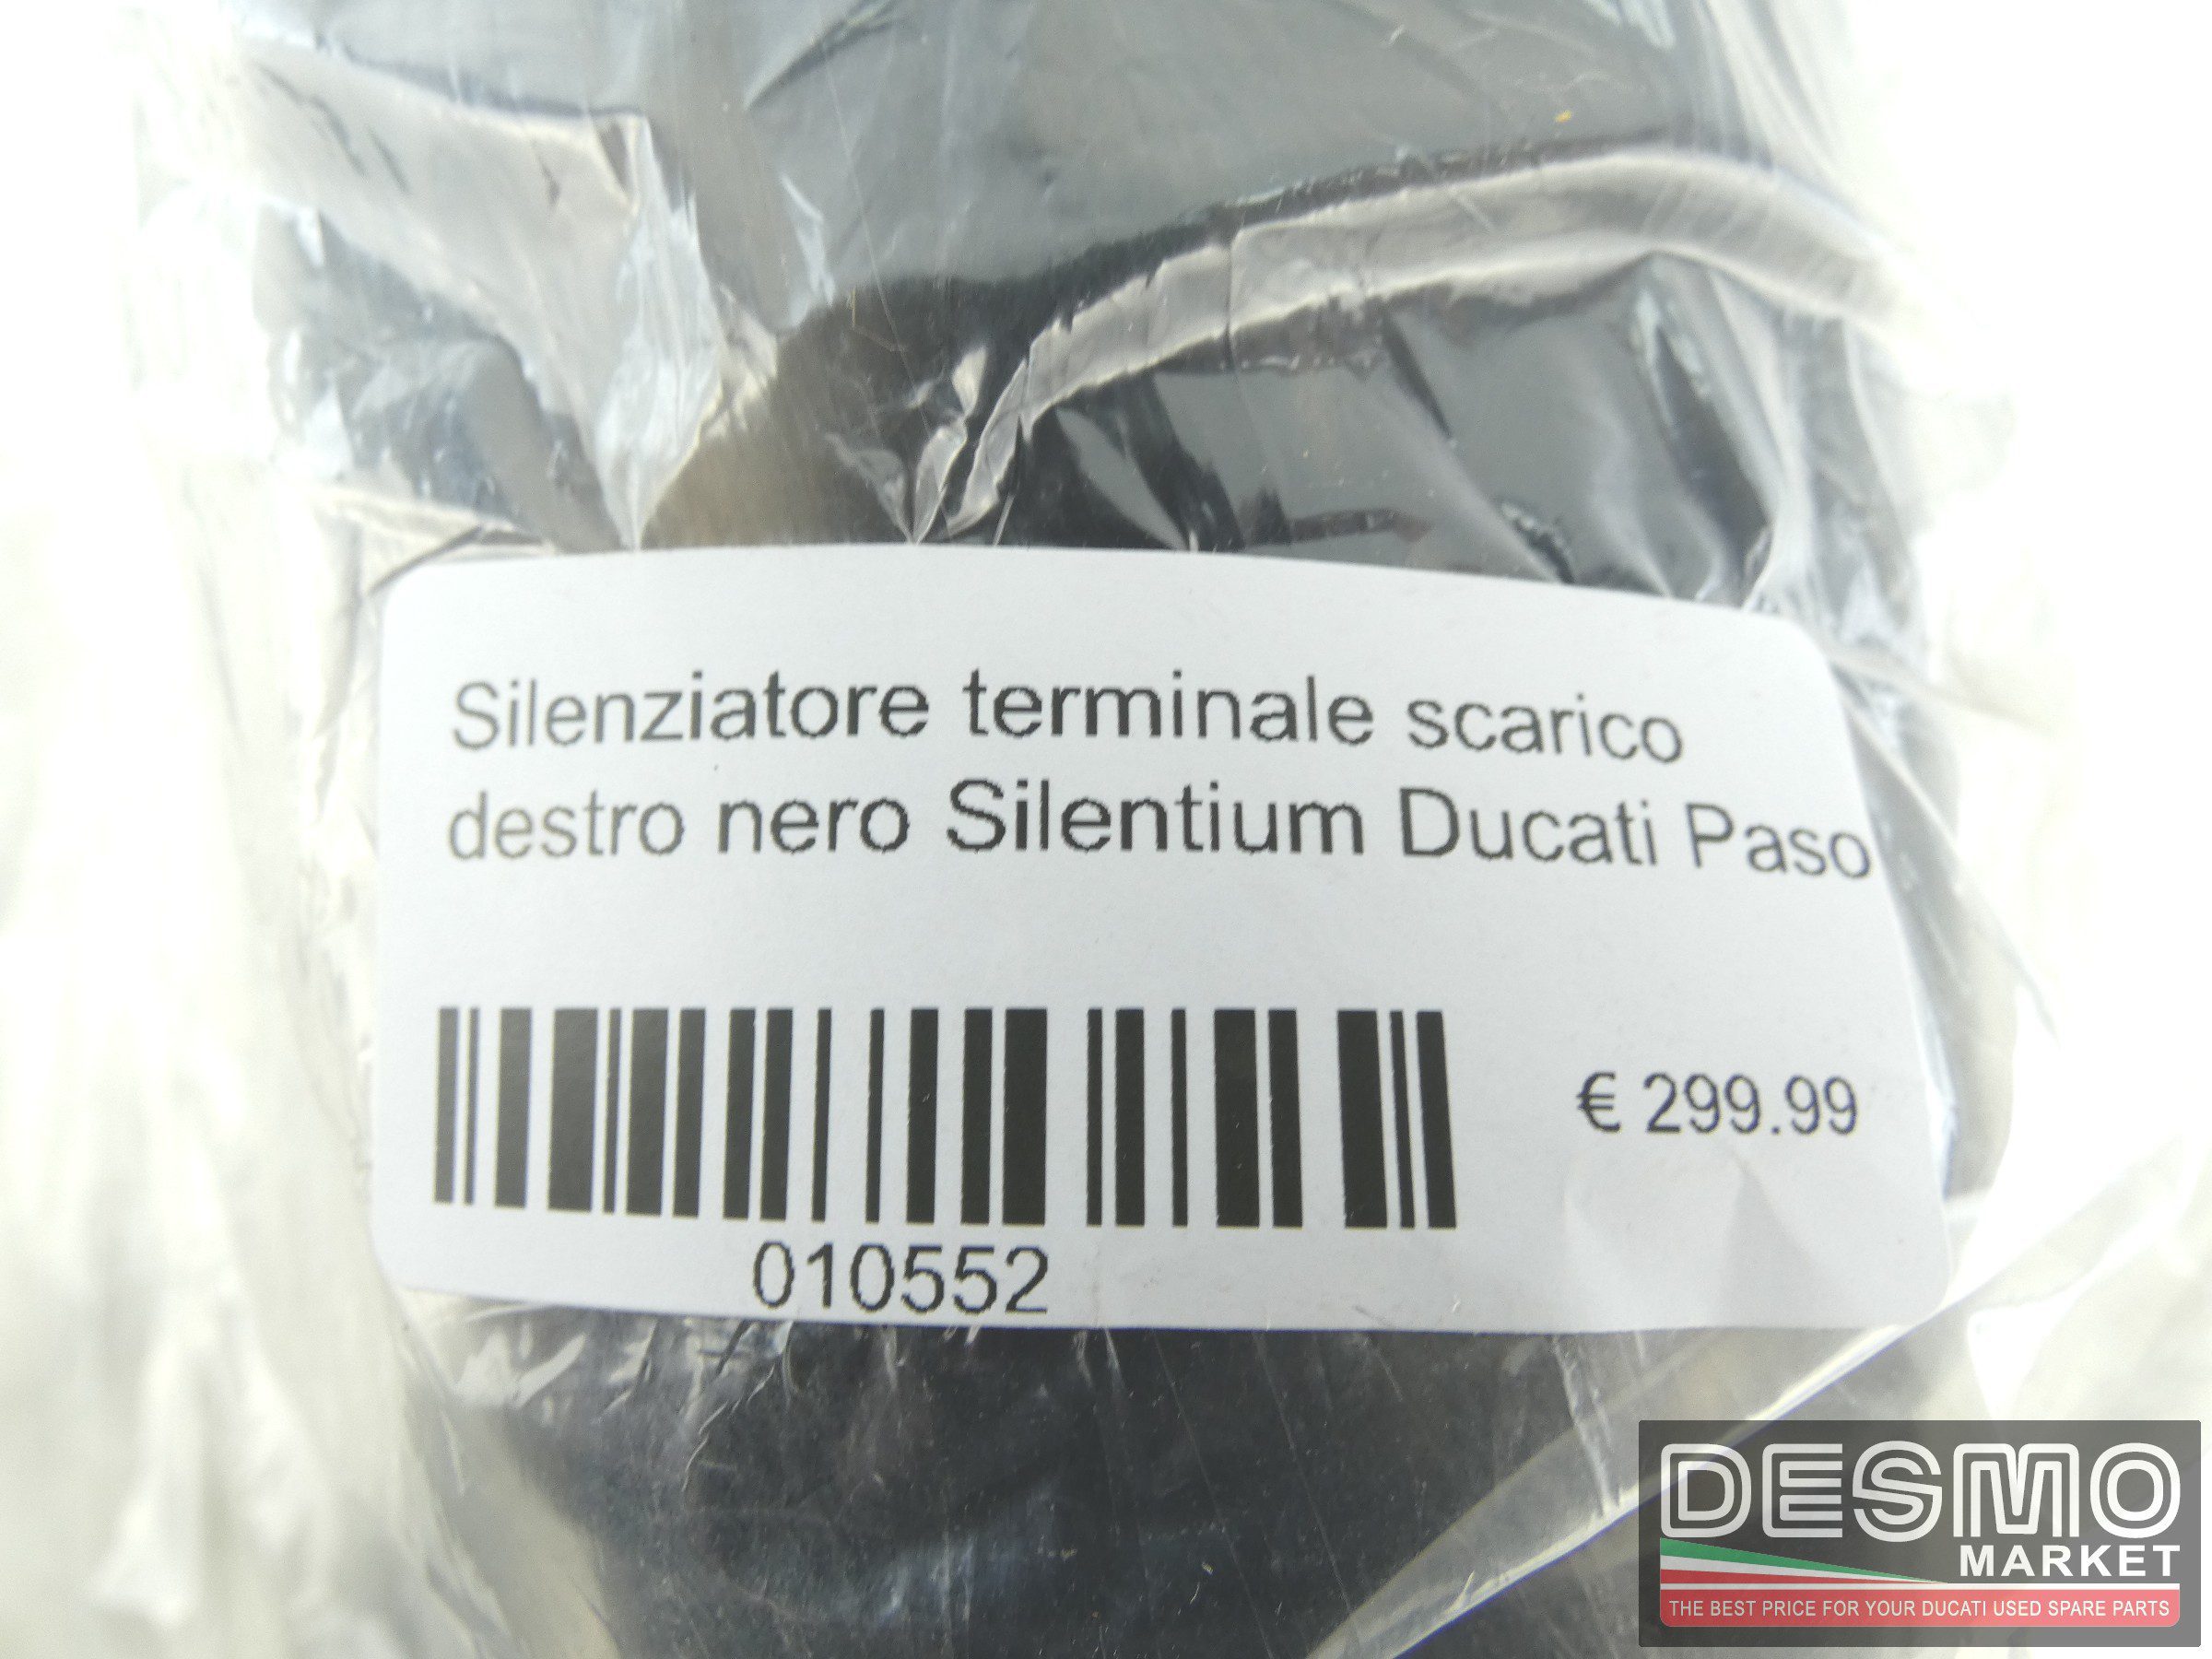 Silenziatore terminale scarico
destro nero Silentium Ducati Paso
€ 299.99
010552
DESMO
MARKET
THE BEST PRICE FOR YOUR DUCATI USED SPARE PARTS